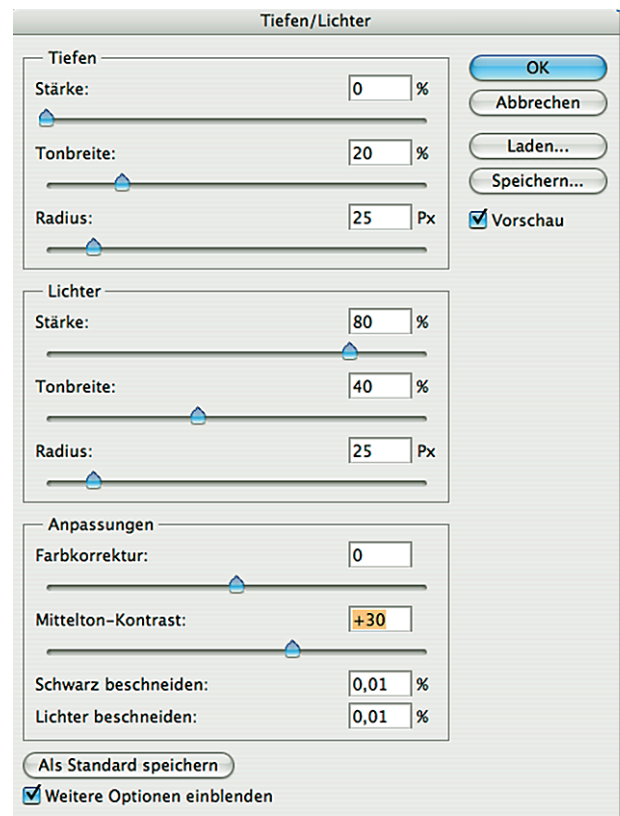 Tiefen/Lichter
Tiefen
Stärke: 0 %
Tonbreite: 20 %
Radius: 25 Px
Lichter
Stärke: 80 %
Tonbreite: 40 %
Radius: 25 Px
Anpassungen
Farbkorrektur: 0
Mittelton-Kontrast: +30
Schwarz beschneiden: 0,01 %
Lichter beschneiden: 0,01 %
Als Standard speichern
Weitere Optionen einblenden
OK
Abbrechen
Laden...
Speichern...
Vorschau